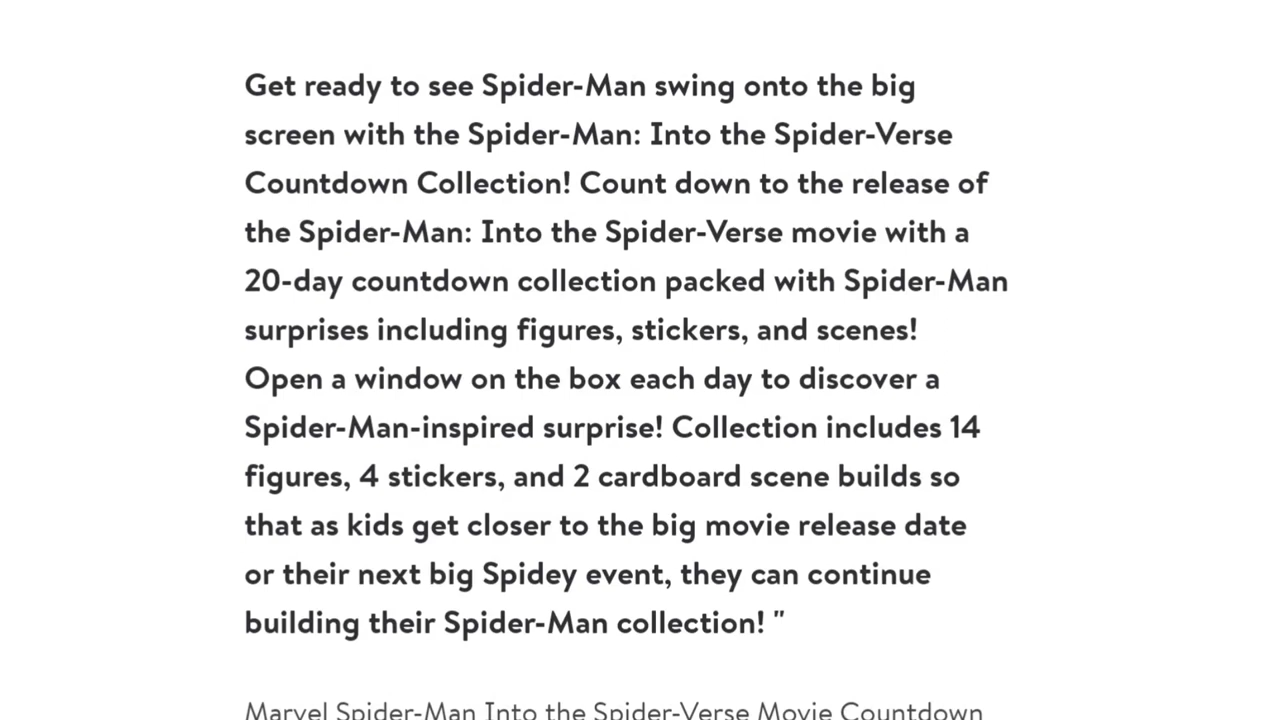 Get ready to see Spider-Man swing onto the big
screen with the Spider-Man: Into the Spider-Verse
Countdown Collection! Count down to the release of
the Spider-Man: Into the Spider-Verse movie with a
20-day countdown collection packed with Spider-Man
surprises including figures, stickers, and scenes!
Open a window on the box each day to discover a
Spider-Man-inspired surprise! Collection includes 14
figures, 4 stickers, and 2 cardboard scene builds so
that as kids get closer to the big movie release date
or their next big Spidey event, they can continue
building their Spider-Man collection! "
Marvel Spider-Man Into the Spider-Verse Movie Countdown